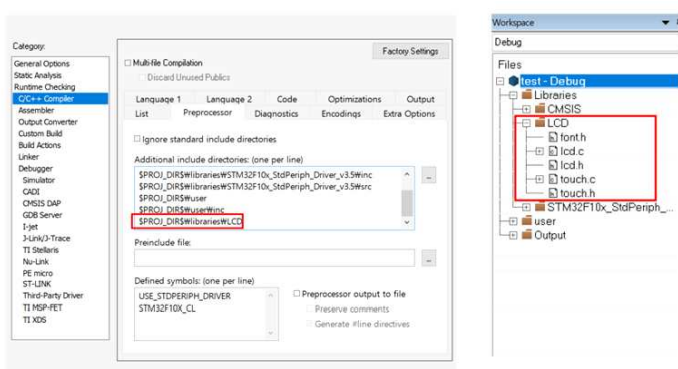 Category:
General Options
Static Analysis
Runtime Checking
C/C++ Compiler
Assembler
Output Converter
Custom Build
Build Actions
Linker
Debugger
Simulator
CADI
CMSIS DAP
GDB Server
I-jet
J-Link/J-Trace
TI Stellaris
Nu-Link
PE micro
ST-LINK
Third-Party Driver
TI MSP-FET
TI XDS
Factory Settings
Multi-file Compilation
Discard Unused Publics
Language 1 Language 2 Code Optimizations Output
List Preprocessor Diagnostics Encodings Extra Options
Ignore standard include directories
Additional include directories: (one per line)
$PROJ_DIR$₩libraries₩STM32F10x_StdPeriph_Driver_v3.5₩inc
$PROJ_DIR$₩libraries₩STM32F10x_StdPeriph_Driver_v3.5₩src
$PROJ_DIR$₩user
$PROJ_DIR$₩user₩inc
$PROJ_DIR$₩libraries₩LCD
...
Preinclude file:
...
Defined symbols: (one per line)
USE_STDPERIPH_DRIVER
STM32F10X_CL
Preprocessor output to file
Preserve comments
Generate #line directives
Workspace
Debug
Files
test - Debug
Libraries
CMSIS
LCD
font.h
lcd.c
lcd.h
touch.c
touch.h
STM32F10x_StdPeriph_...
user
Output